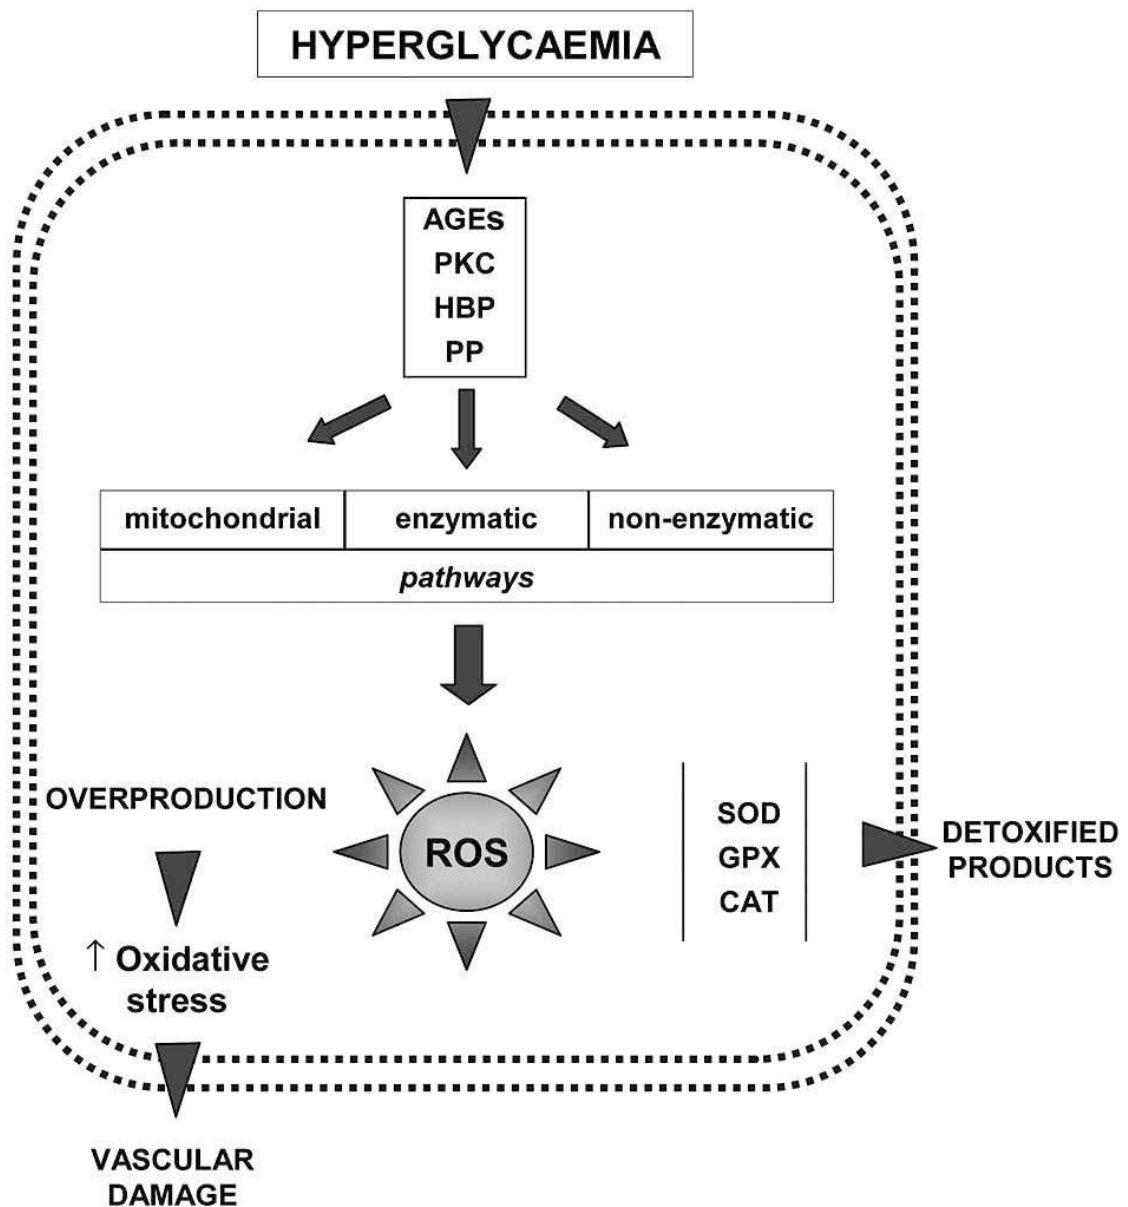 HYPERGLYCAEMIA
AGEs
PKC
HBP
PP
mitochondrial
enzymatic
non-enzymatic
pathways
OVERPRODUCTION
ROS
SOD
GPX
CAT
DETOXIFIED
PRODUCTS
↑ Oxidative
stress
VASCULAR
DAMAGE